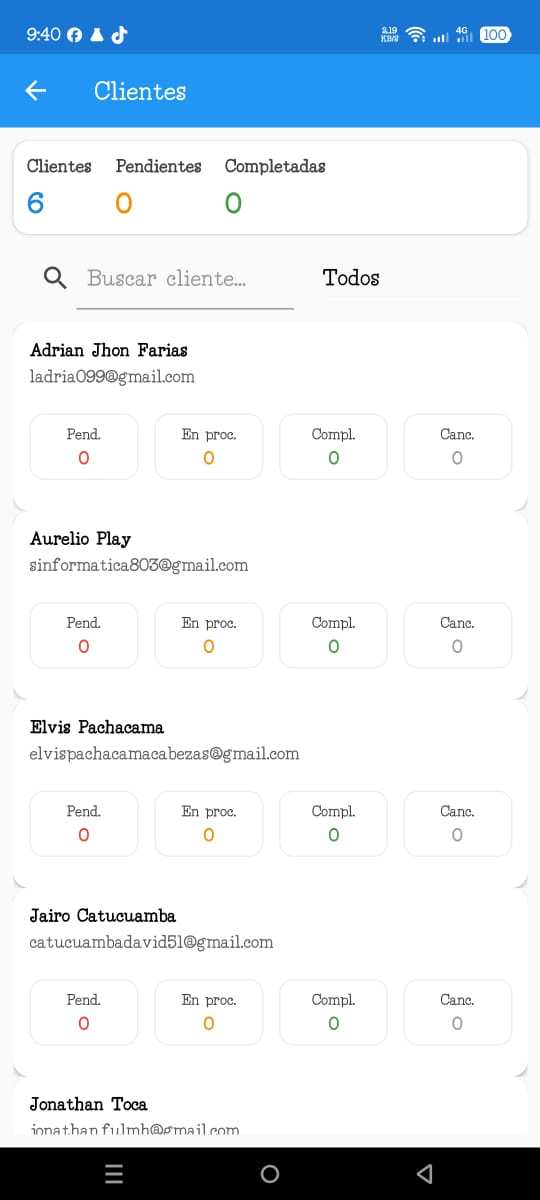 9:40
2.19 KB/S 4G 100
Clientes
Clientes Pendientes Completadas
6 0 0
Buscar cliente... Todos
Adrian Jhon Farias
ladria099@gmail.com
Pend. En proc. Compl. Canc.
0 0 0 0
Aurelio Play
sinformatica803@gmail.com
Pend. En proc. Compl. Canc.
0 0 0 0
Elvis Pachacama
elvispachacamacabezas@gmail.com
Pend. En proc. Compl. Canc.
0 0 0 0
Jairo Catucuamba
catucuambadavid51@gmail.com
Pend. En proc. Compl. Canc.
0 0 0 0
Jonathan Toca
jonathan.fulmh@gmail.com